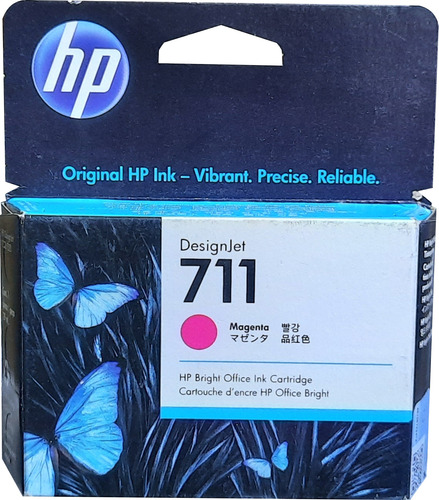 hp
Original HP Ink – Vibrant. Precise. Reliable.
DesignJet
711
Magenta 빨강
マゼンタ 品红色
HP Bright Office Ink Cartridge
Cartouche d'encre HP Office Bright